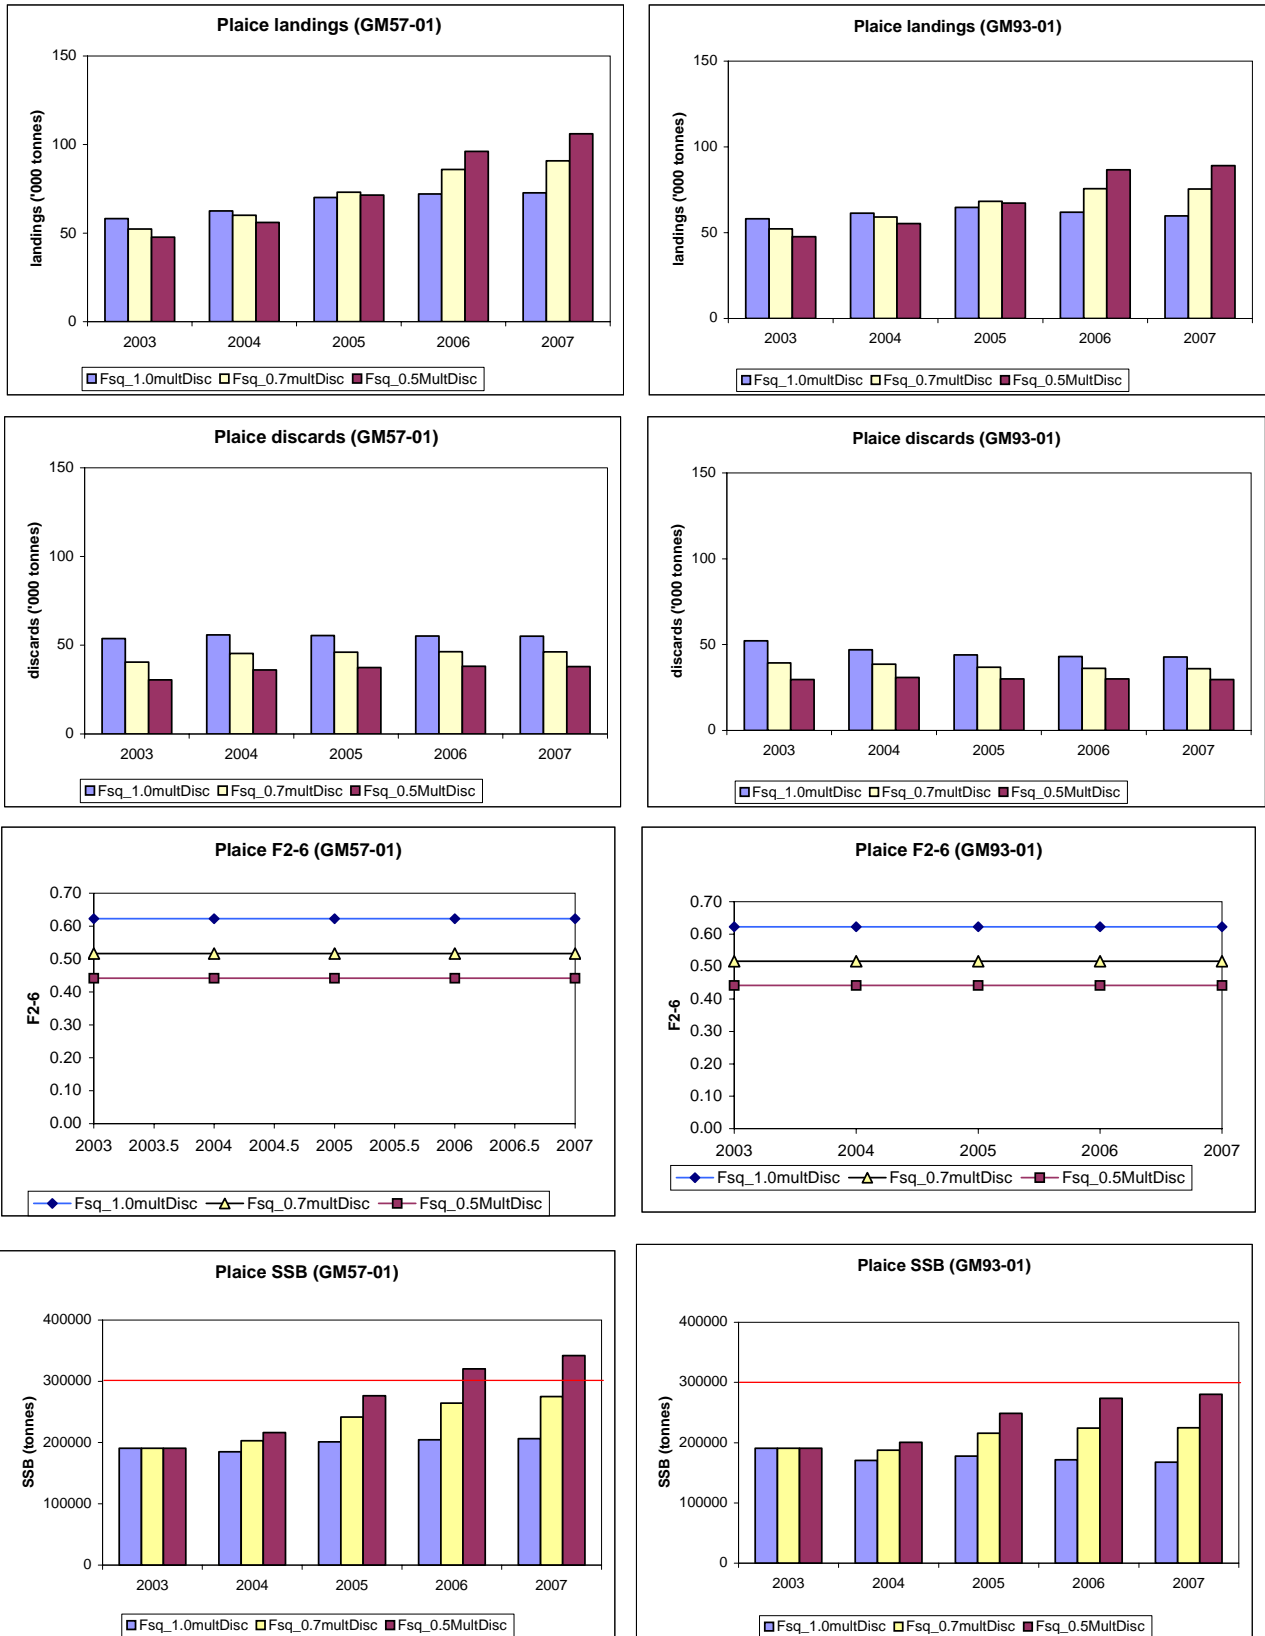 Plaice landings (GM57-01)
150
100
50
0
landings ('000 tonnes)
2003 2004 2005 2006 2007
Fsq_1.0multDisc Fsq_0.7multDisc Fsq_0.5MultDisc
Plaice landings (GM93-01)
150
100
50
0
landings ('000 tonnes)
2003 2004 2005 2006 2007
Fsq_1.0multDisc Fsq_0.7multDisc Fsq_0.5MultDisc
Plaice discards (GM57-01)
150
100
50
0
discards ('000 tonnes)
2003 2004 2005 2006 2007
Fsq_1.0multDisc Fsq_0.7multDisc Fsq_0.5MultDisc
Plaice discards (GM93-01)
150
100
50
0
discards ('000 tonnes)
2003 2004 2005 2006 2007
Fsq_1.0multDisc Fsq_0.7multDisc Fsq_0.5MultDisc
Plaice F2-6 (GM57-01)
0.70
0.60
0.50
0.40
0.30
0.20
0.10
0.00
F2-6
2003 2003.5 2004 2004.5 2005 2005.5 2006 2006.5 2007
Fsq_1.0multDisc Fsq_0.7multDisc Fsq_0.5MultDisc
Plaice F2-6 (GM93-01)
0.70
0.60
0.50
0.40
0.30
0.20
0.10
0.00
F2-6
2003 2004 2005 2006 2007
Fsq_1.0multDisc Fsq_0.7multDisc Fsq_0.5MultDisc
Plaice SSB (GM57-01)
400000
300000
200000
100000
0
SSB (tonnes)
2003 2004 2005 2006 2007
Fsq_1.0multDisc Fsq_0.7multDisc Fsq_0.5MultDisc
Plaice SSB (GM93-01)
400000
300000
200000
100000
0
SSB (tonnes)
2003 2004 2005 2006 2007
Fsq_1.0multDisc Fsq_0.7multDisc Fsq_0.5MultDisc